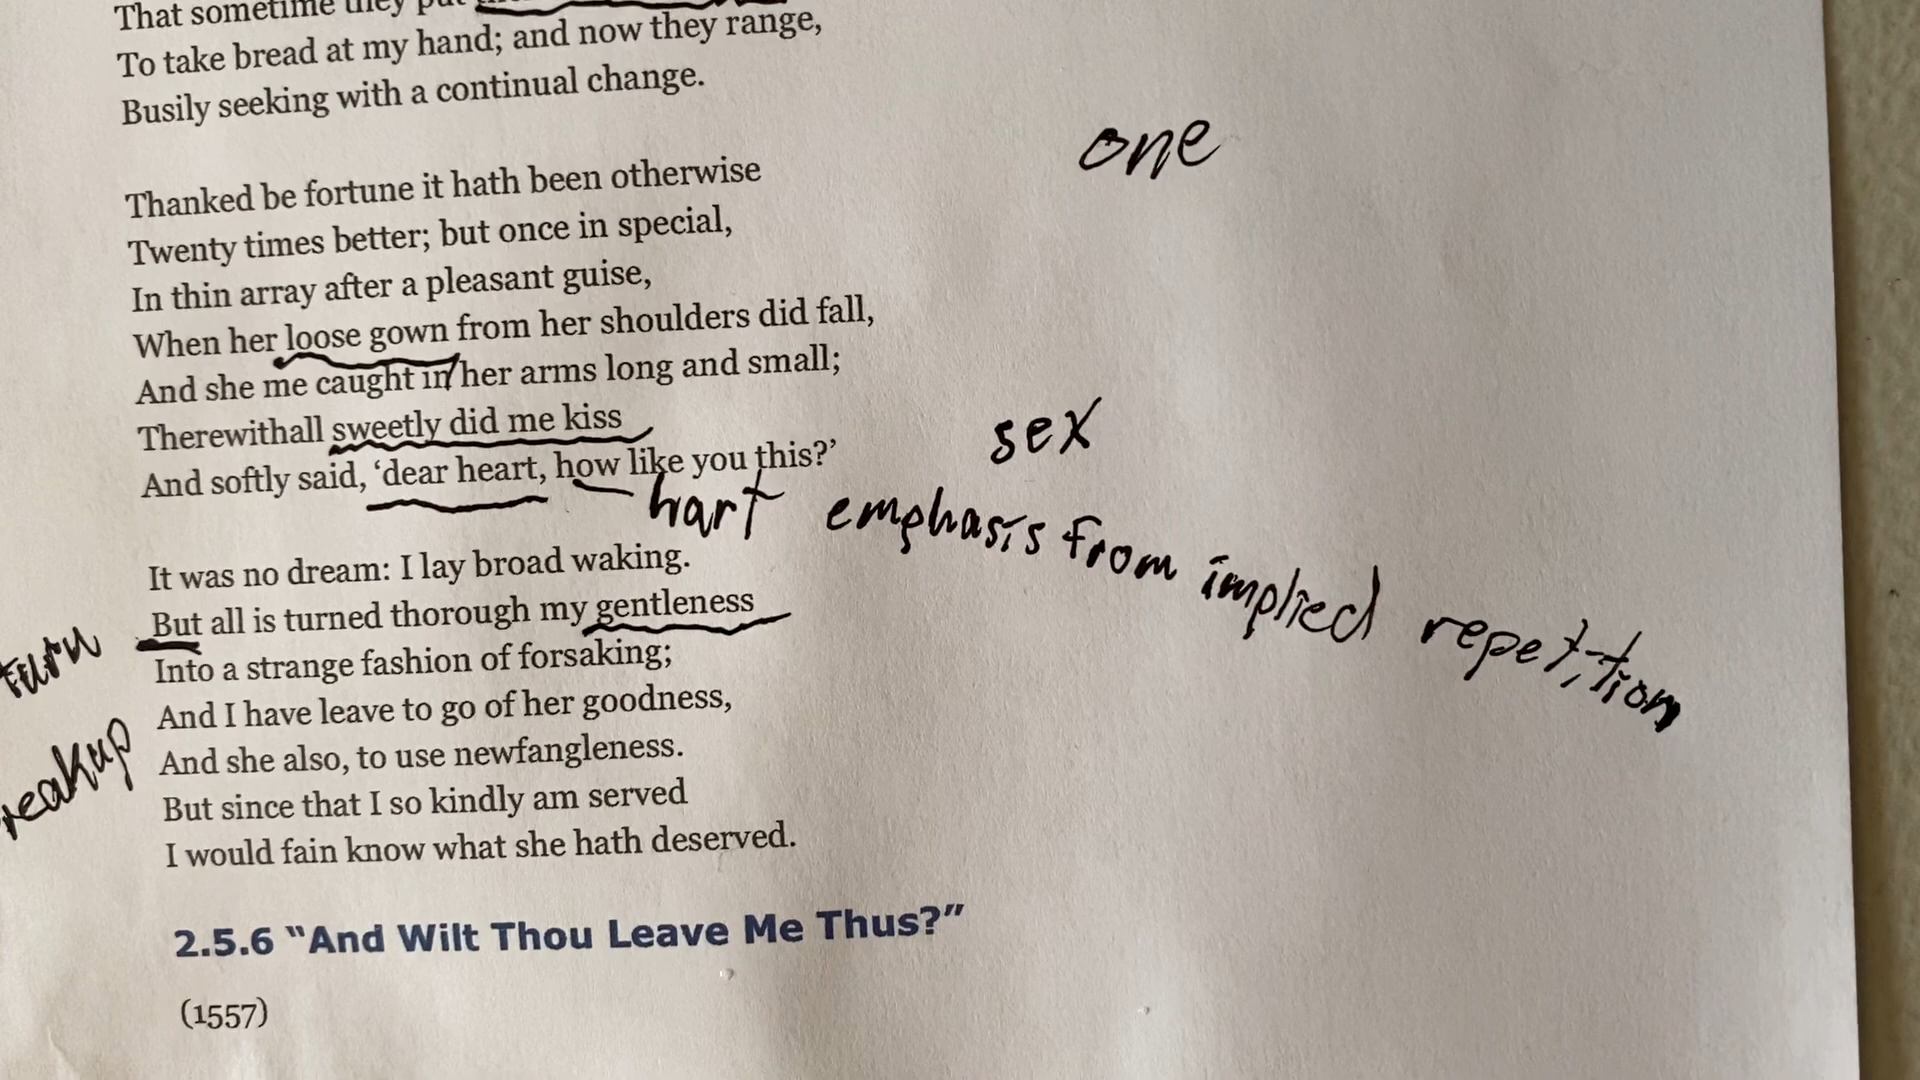 That sometime they put
To take bread at my hand; and now they range,
Busily seeking with a continual change.
one
Thanked be fortune it hath been otherwise
Twenty times better; but once in special,
In thin array after a pleasant guise,
When her loose gown from her shoulders did fall,
And she me caught in her arms long and small;
Therewithall sweetly did me kiss
sex
And softly said, ‘dear heart, how like you this?’
hart emphasis from implied repetition
It was no dream: I lay broad waking.
But all is turned thorough my gentleness
turn
Into a strange fashion of forsaking;
And I have leave to go of her goodness,
reakup
And she also, to use newfangleness.
But since that I so kindly am served
I would fain know what she hath deserved.
2.5.6 “And Wilt Thou Leave Me Thus?”
(1557)